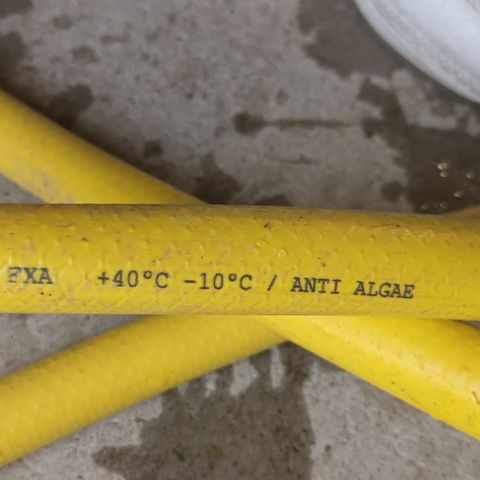 FXA +40°C -10°C / ANTI ALGAE